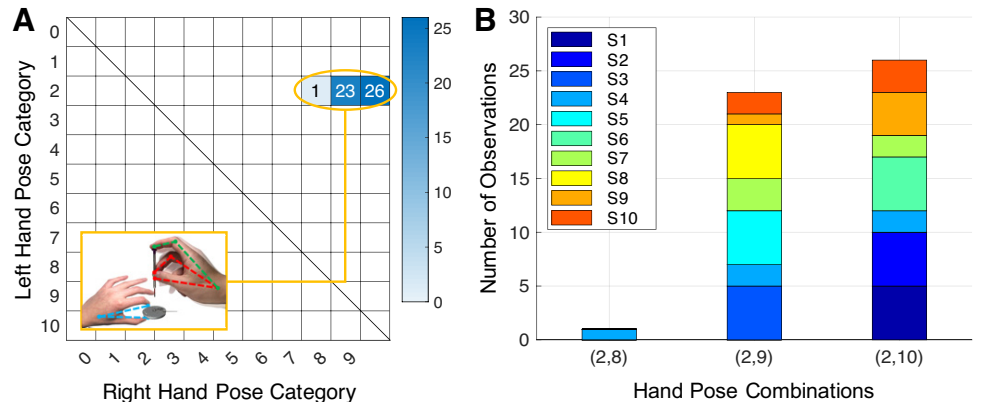 A
0
1
2
3
4
5
6
7
8
9
10
1 23 26
0 1 2 3 4 5 6 7 9
Left Hand Pose Category
Right Hand Pose Category
25
20
15
10
5
0
B
30
25
20
15
10
5
0
Number of Observations
S1
S2
S3
S4
S5
S6
S7
S8
S9
S10
(2,8) (2,9) (2,10)
Hand Pose Combinations